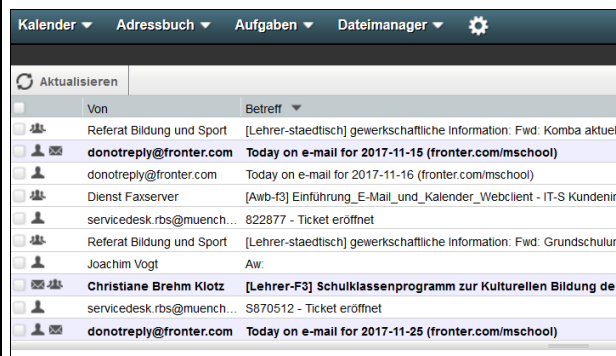 Kalender Adressbuch Aufgaben Dateimanager
Aktualisieren
Von Betreff
Referat Bildung und Sport [Lehrer-staedtisch] gewerkschaftliche Information: Fwd: Komba aktuel
donotreply@fronter.com Today on e-mail for 2017-11-15 (fronter.com/mschool)
donotreply@fronter.com Today on e-mail for 2017-11-16 (fronter.com/mschool)
Dienst Faxserver [Awb-f3] Einführung_E-Mail_und_Kalender_Webclient - IT-S Kundenin
servicedesk.rbs@muench... 822877 - Ticket eröffnet
Referat Bildung und Sport [Lehrer-staedtisch] gewerkschaftliche Information: Fwd: Grundschulun
Joachim Vogt Aw:
Christiane Brehm Klotz [Lehrer-F3] Schulklassenprogramm zur Kulturellen Bildung de
servicedesk.rbs@muench... S870512 - Ticket eröffnet
donotreply@fronter.com Today on e-mail for 2017-11-25 (fronter.com/mschool)